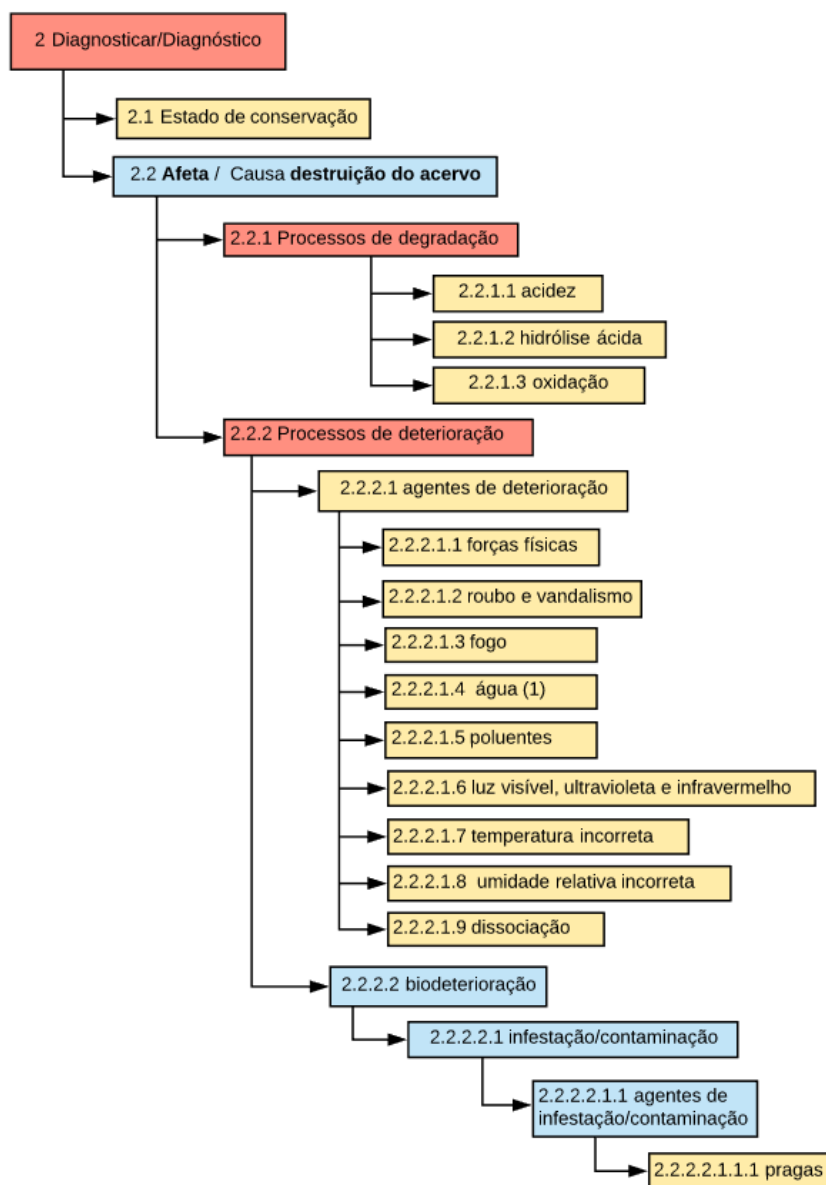 2 Diagnosticar/Diagnóstico
2.1 Estado de conservação
2.2 Afeta / Causa destruição do acervo
2.2.1 Processos de degradação
2.2.1.1 acidez
2.2.1.2 hidrólise ácida
2.2.1.3 oxidação
2.2.2 Processos de deterioração
2.2.2.1 agentes de deterioração
2.2.2.1.1 forças físicas
2.2.2.1.2 roubo e vandalismo
2.2.2.1.3 fogo
2.2.2.1.4 água (1)
2.2.2.1.5 poluentes
2.2.2.1.6 luz visível, ultravioleta e infravermelho
2.2.2.1.7 temperatura incorreta
2.2.2.1.8 umidade relativa incorreta
2.2.2.1.9 dissociação
2.2.2.2 biodeterioração
2.2.2.2.1 infestação/contaminação
2.2.2.2.1.1 agentes de
infestação/contaminação
2.2.2.2.1.1.1 pragas